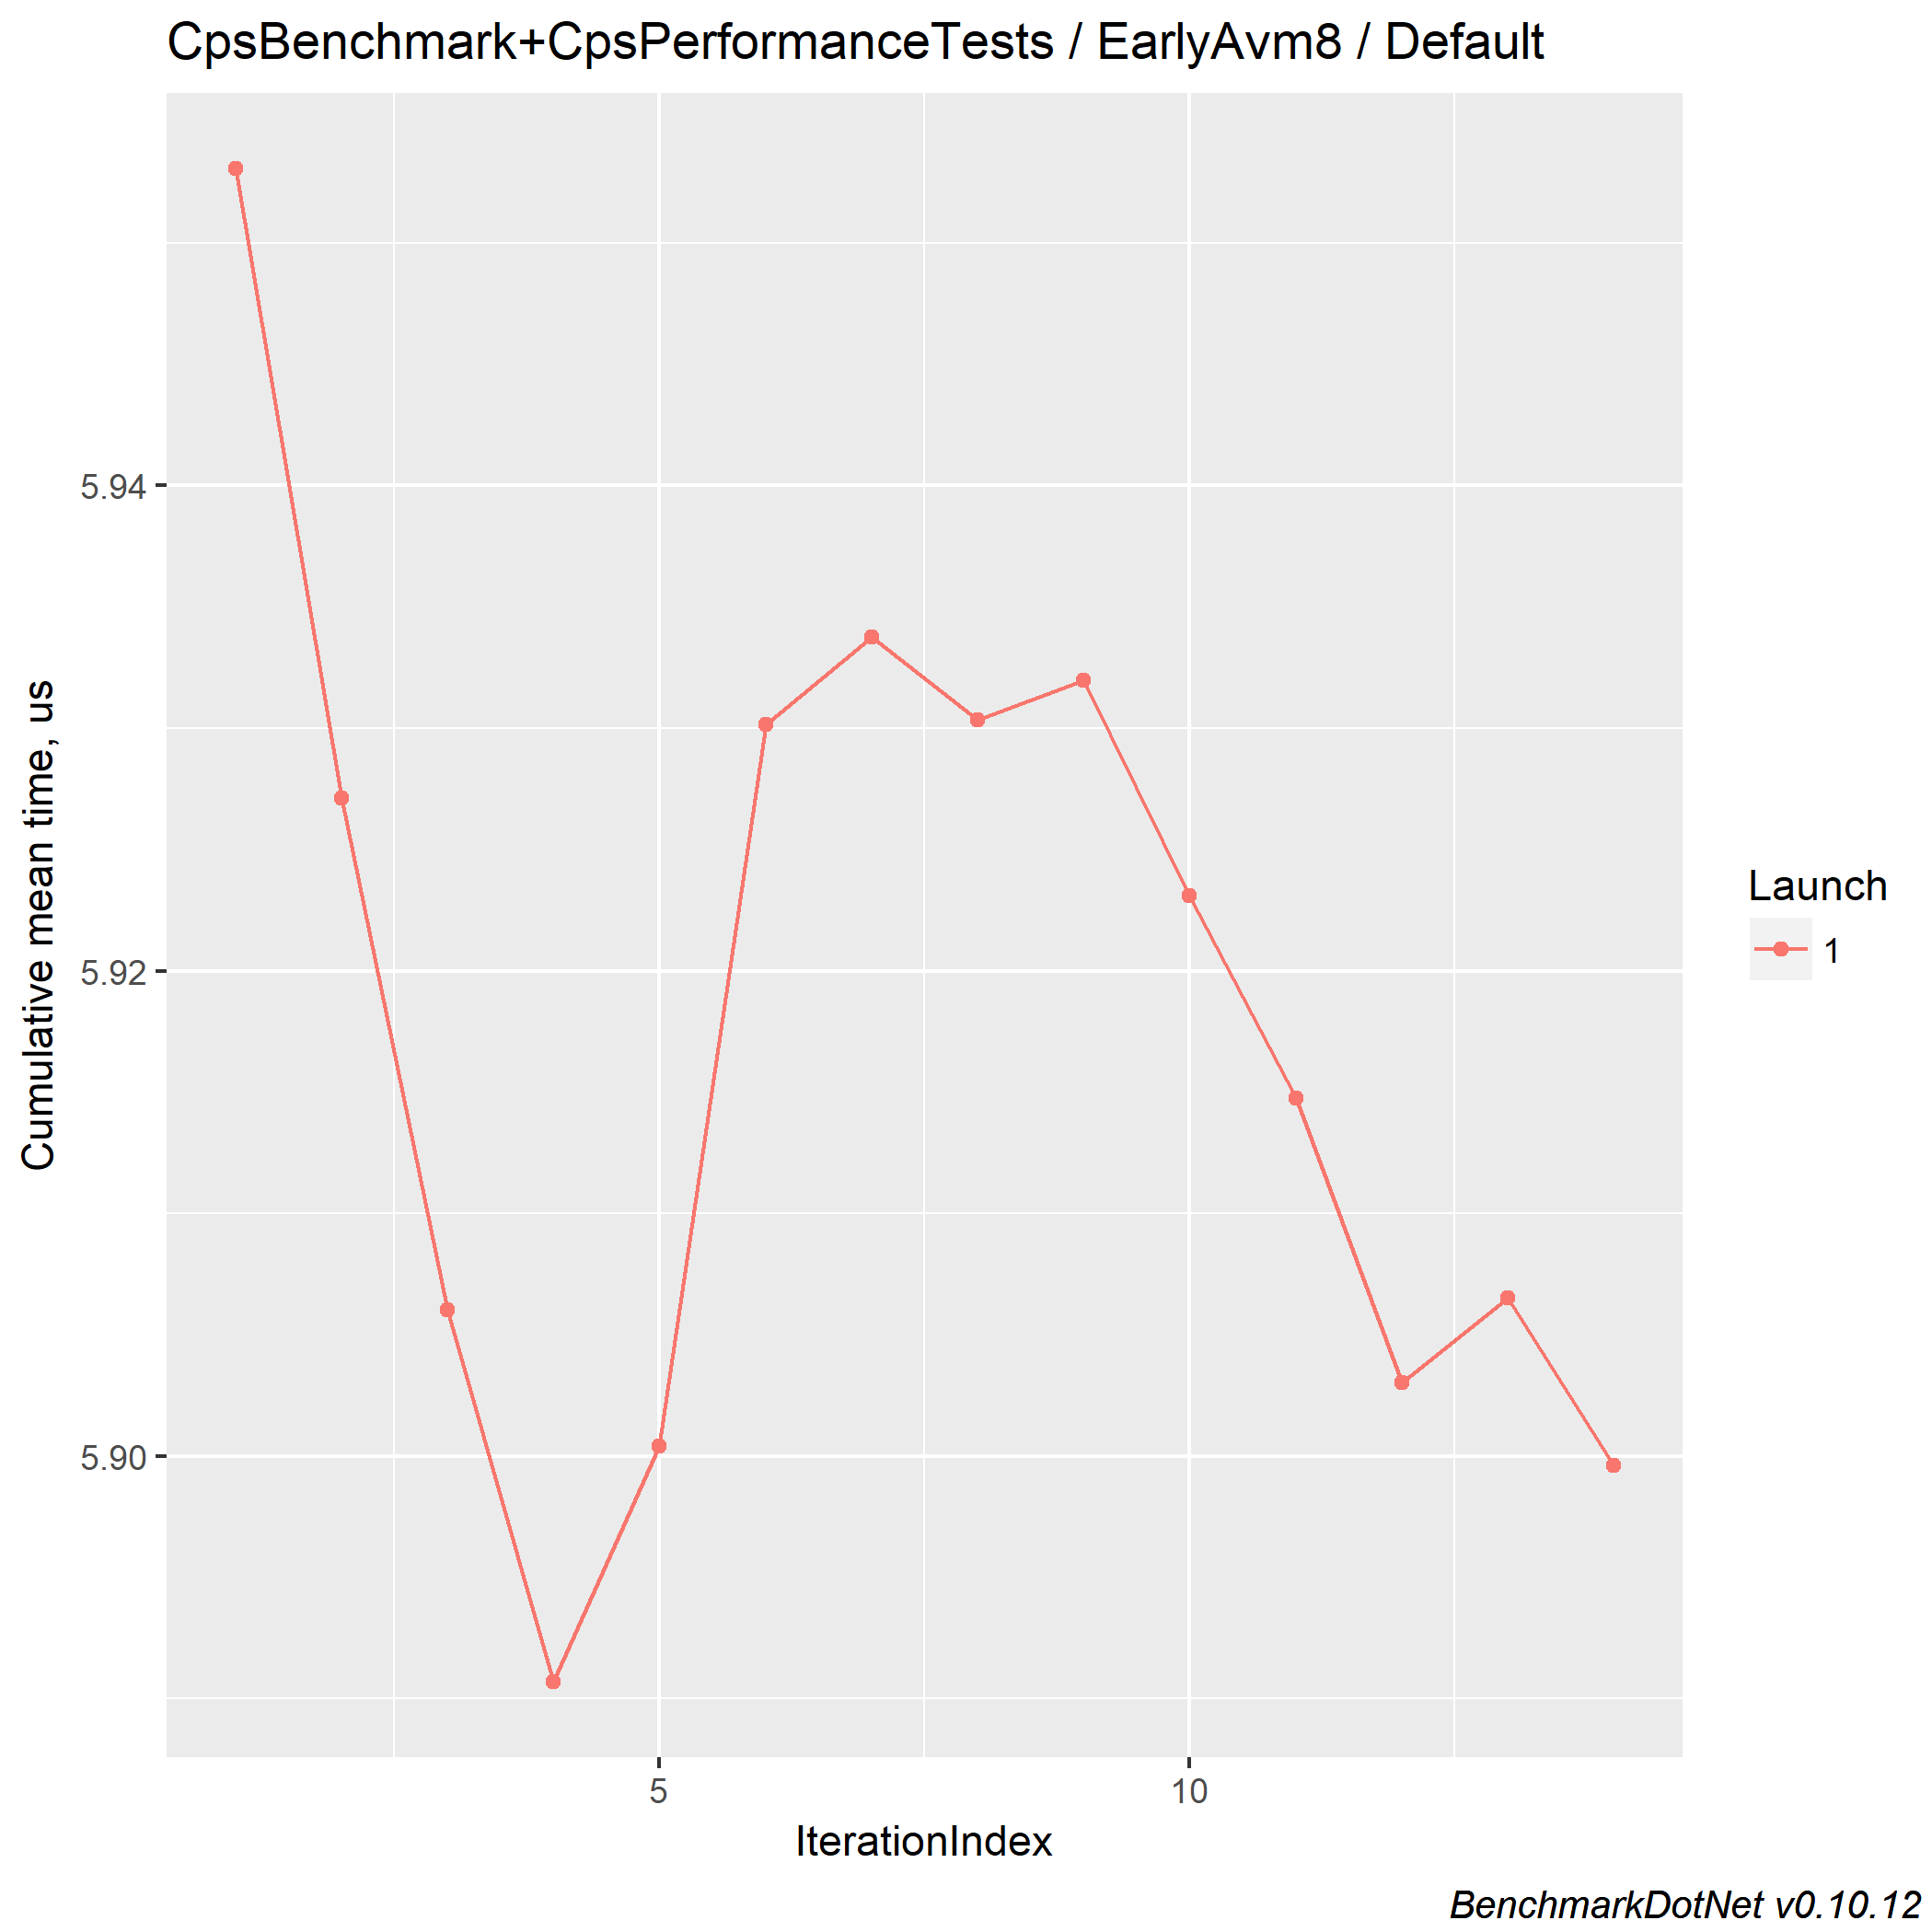 CpsBenchmark+CpsPerformanceTests / EarlyAvm8 / Default
Cumulative mean time, us
5.94
5.92
5.90
5
10
IterationIndex
Launch
1
BenchmarkDotNet v0.10.12